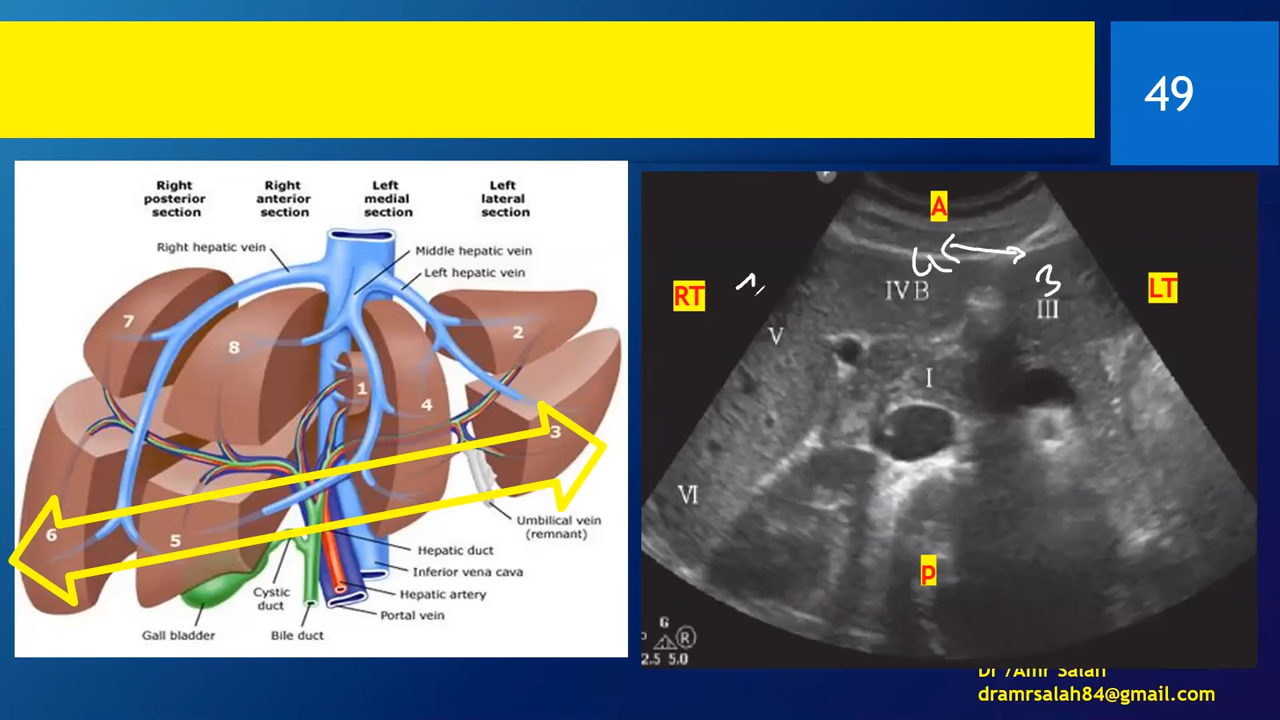 49
Right
posterior
section
Right
anterior
section
Left
medial
section
Left
lateral
section
Right hepatic vein
Middle hepatic vein
Left hepatic vein
7
8
1
4
2
3
6
5
Umbilical vein
(remnant)
Hepatic duct
Inferior vena cava
Hepatic artery
Portal vein
Cystic
duct
Bile duct
Gall bladder
A
RT
LT
4
3
IV B
III
V
I
VI
P
G
P R
2.5 5.0
Dr /Amr Salah
dramrsalah84@gmail.com